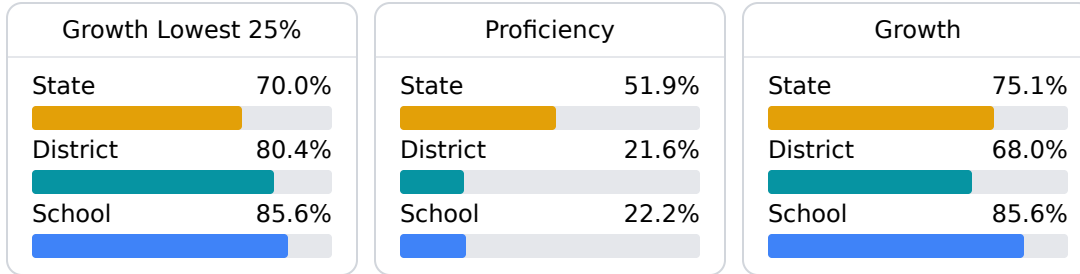 Growth Lowest 25%
State 70.0%
District 80.4%
School 85.6%
Proficiency
State 51.9%
District 21.6%
School 22.2%
Growth
State 75.1%
District 68.0%
School 85.6%